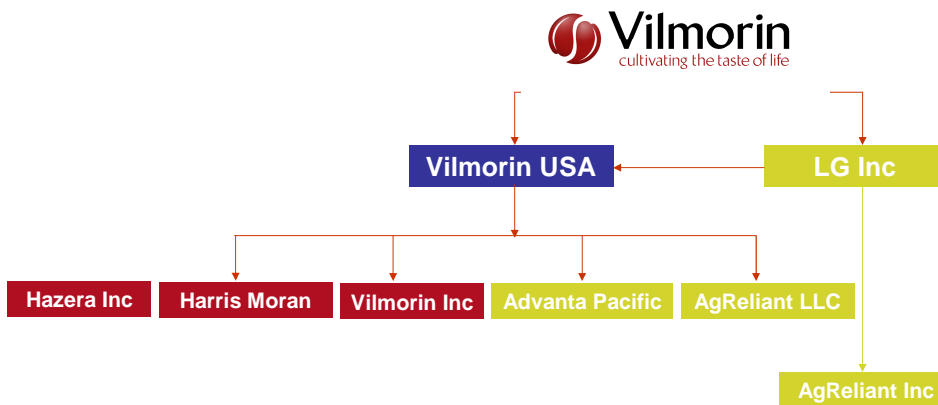 Vilmorin
cultivating the taste of life
Vilmorin USA
LG Inc
Hazera Inc
Harris Moran
Vilmorin Inc
Advanta Pacific
AgReliant LLC
AgReliant Inc